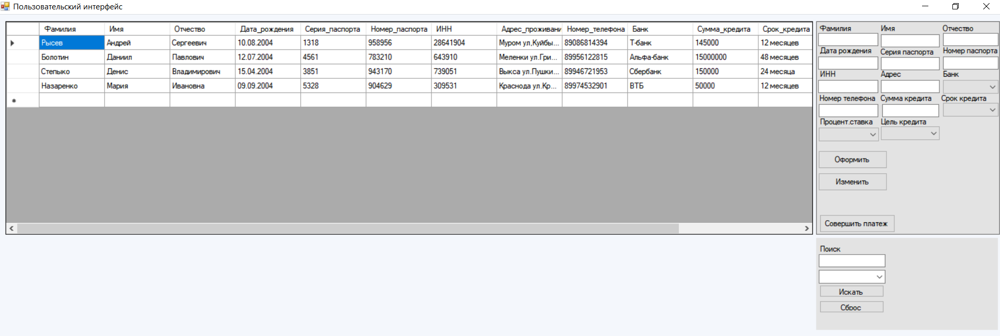 Пользовательский интерфейс
Фамилия Имя Отчество Дата_рождения Серия_паспорта Номер_паспорта ИНН Адрес_проживани Номер_телефона Банк Сумма_кредита Срок_кредита
Рысев Андрей Сергеевич 10.08.2004 1318 958956 28641904 Муром ул,Куйбы... 89086814394 Т-банк 145000 12 месяцев
Болотин Даниил Павлович 12.07.2004 4561 783210 643910 Меленки ул.Гри... 89956122815 Альфа-банк 15000000 48 месяцев
Степыко Денис Владимирович 15.04.2004 3851 943170 739051 Выкса ул.Пушки... 89946721953 Сбербанк 150000 24 месяца
Назаренко Мария Ивановна 09.09.2004 5328 904629 309531 Краснода ул.Кр... 89974532901 ВТБ 50000 12 месяцев
Фамилия Имя Отчество
Дата рождения Серия паспорта Номер паспорта
ИНН Адрес Банк
Номер телефона Сумма кредита Срок кредита
Процент.ставка Цель кредита
Оформить
Изменить
Совершить платеж
Поиск
Искать
Сброс